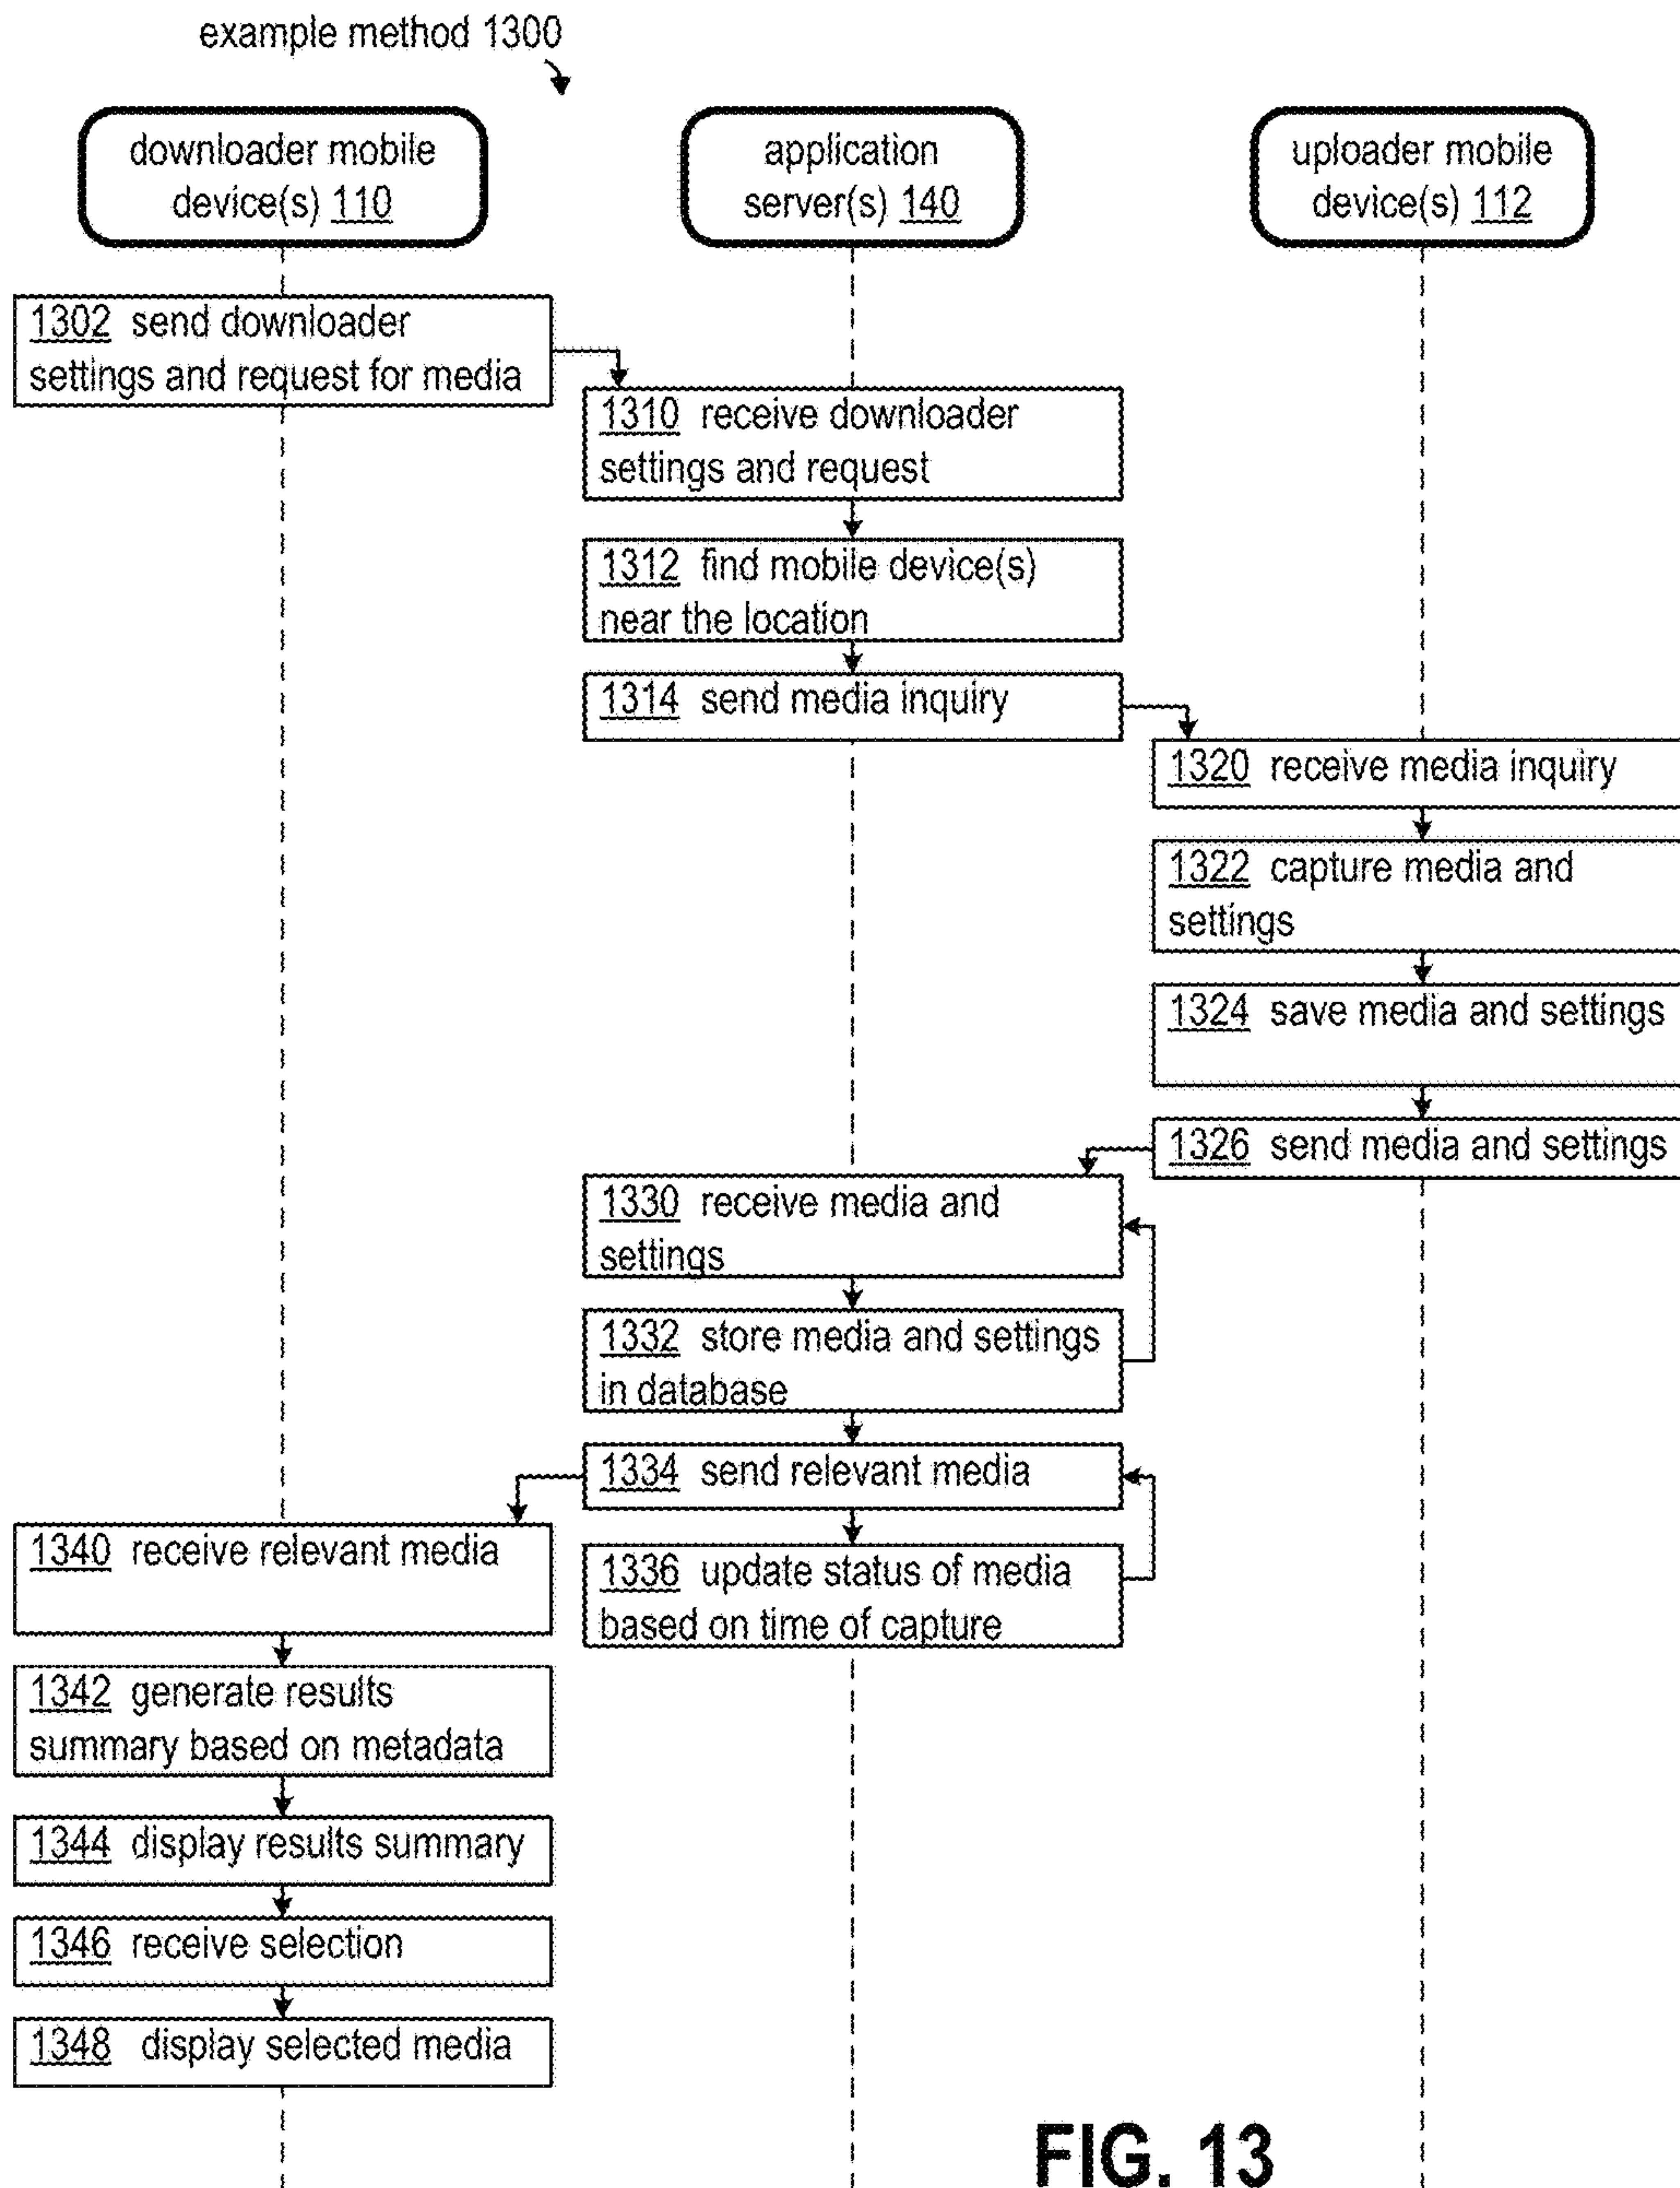 example method 1300
downloader mobile
device(s) 110
application
server(s) 140
uploader mobile
device(s) 112
1302 send downloader
settings and request for media
1310 receive downloader
settings and request
1312 find mobile device(s)
near the location
1314 send media inquiry
1320 receive media inquiry
1322 capture media and
settings
1324 save media and settings
1326 send media and settings
1330 receive media and
settings
1332 store media and settings
in database
1334 send relevant media
1340 receive relevant media
1336 update status of media
based on time of capture
1342 generate results
summary based on metadata
1344 display results summary
1346 receive selection
1348 display selected media
FIG. 13